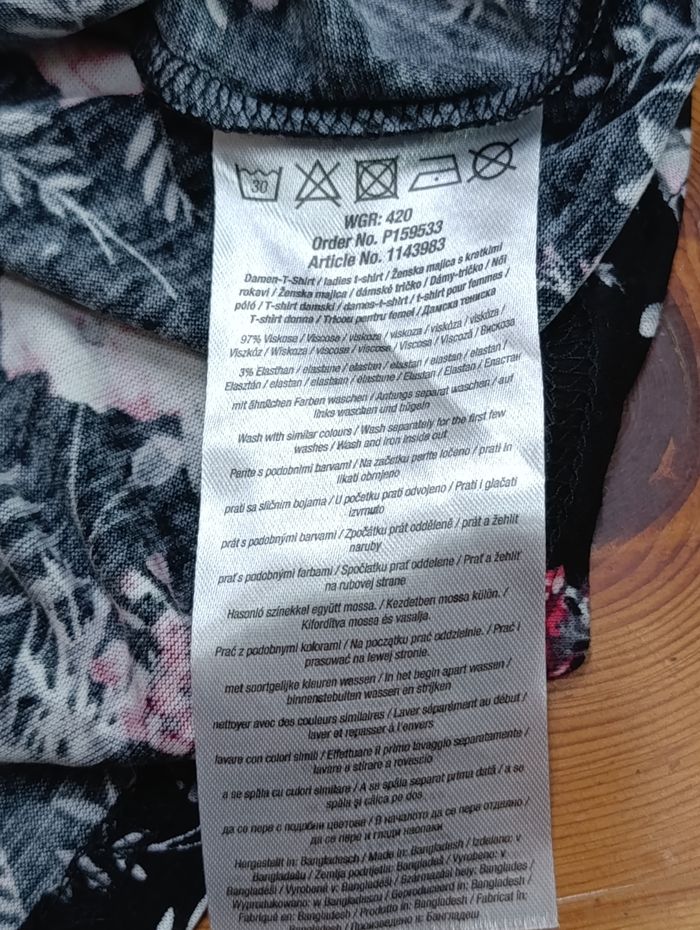 30
WGR: 420
Order No. P159533
Article No. 1143983
Damen-T-Shirt / ladies t-shirt / Ženska majica s kratkimi
rokavi / Ženska majica / dámské tričko / Dámy-tričko / Női
póló / T-shirt damski / dames-t-shirt / t-shirt pour femmes /
T-shirt donna / Tricou pentru femei / Дамска тениска
97% Viskose / Viscose / viskoza / viskoza / viskóza / viskóza /
Viszkóz / Wiskoza / viscose / viscose / Viscosa / Viscoză / Вискоза
3% Elasthan / elastane / elastan / elastan / elastan / elastan /
Elasztán / elastan / elastaan / élastane / Elastan / Elastan / Еластан
mit ähnlichen Farben waschen / Anfangs separat waschen / auf
links waschen und bügeln
Wash with similar colours / Wash separately for the first few
washes / Wash and iron inside out
Perite s podobnimi barvami / Na začetku perite ločeno / prati in
likati obrnjeno
prati sa sličnim bojama / U početku prati odvojeno / Prati i glačati
izvrnuto
prát s podobnými barvami / Zpočátku prát odděleně / prát a žehlit
naruby
prať s podobnými farbami / Spočiatku prať oddelene / Prať a žehliť
na rubovej strane
Hasonló színekkel együtt mossa. / Kezdetben mossa külön. /
Kifordítva mossa és vasalja.
Prać z podobnymi kolorami / Na początku prać oddzielnie. / Prać i
prasować na lewej stronie.
met soortgelijke kleuren wassen / In het begin apart wassen /
binnenstebuiten wassen en strijken
nettoyer avec des couleurs similaires / Laver séparément au début /
laver et repasser à l'envers
lavare con colori simili / Effettuare il primo lavaggio separatamente /
lavare e stirare a rovescio
a se spăla cu culori similare / A se spăla separat prima dată / a se
spăla și călca pe dos
да се пере с подобни цветове / В началото да се пере отделно /
да се пере и глади наопаки
Hergestellt in: Bangladesch / Made in: Bangladesh / Izdelano: v
Bangladešu / Zemlja podrijetla: Bangladeš / Vyrobeno: v
Bangladéši / Vyrobené v: Bangladéši / Származási hely: Banglades /
Wyprodukowano: w Bangladeszu / Geproduceerd in: Bangladesh /
Fabriqué en: Bangladesh / Prodotto in: Bangladesh / Fabricat în:
Bangladesh / Произведено в: Бангладеш